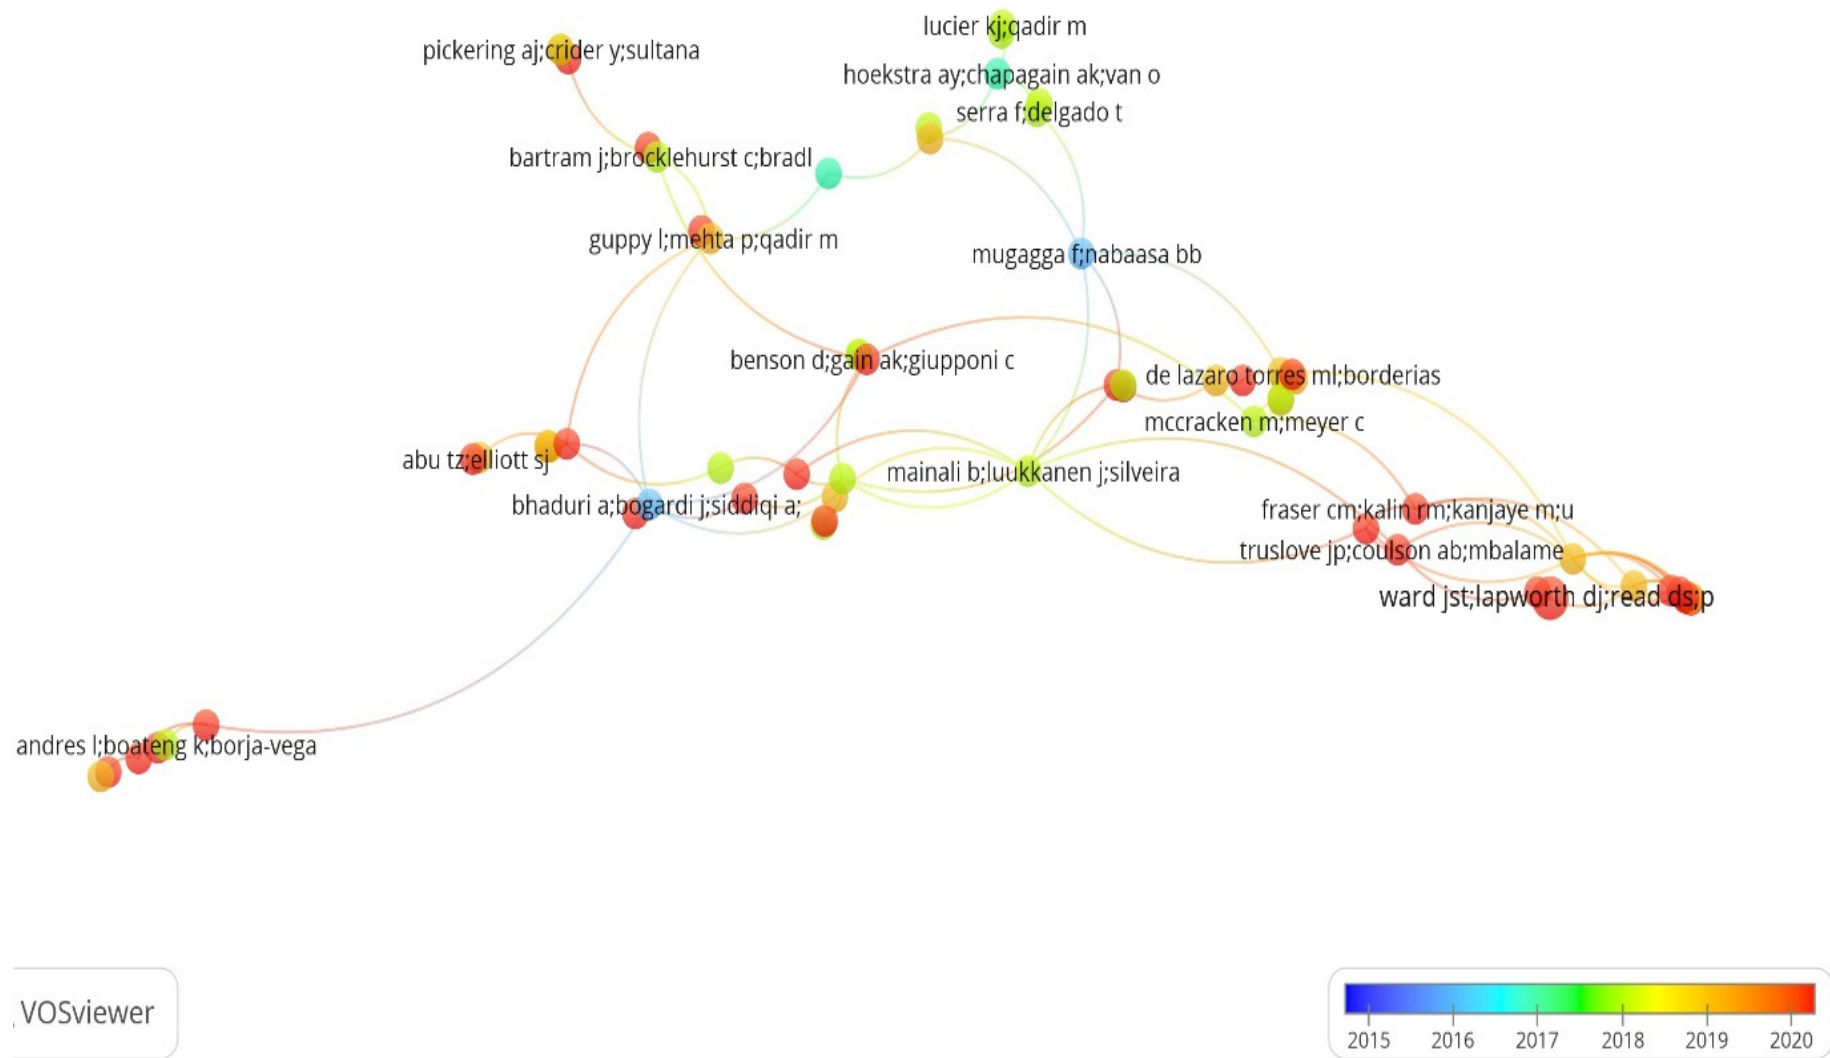 lucier kj;qadir m
pickering aj;crider y;sultana
hoekstra ay;chapagain ak;van o
serra f;delgado t
bartram j;brocklehurst c;bradl
guppy l;mehta p;qadir m
mugagga f;nabaasa bb
benson d;gain ak;giupponi c
de lazaro torres ml;borderias
mccracken m;meyer c
abu tz;elliott sj
mainali b;luukkanen j;silveira
bhaduri a;bogardi j;siddiqi a;
fraser cm;kalin rm;kanjaye m;u
truslove jp;coulson ab;mbalame
ward jst;lapworth dj;read ds;p
andres l;boateng k;borja-vega
VOSviewer
2015 2016 2017 2018 2019 2020